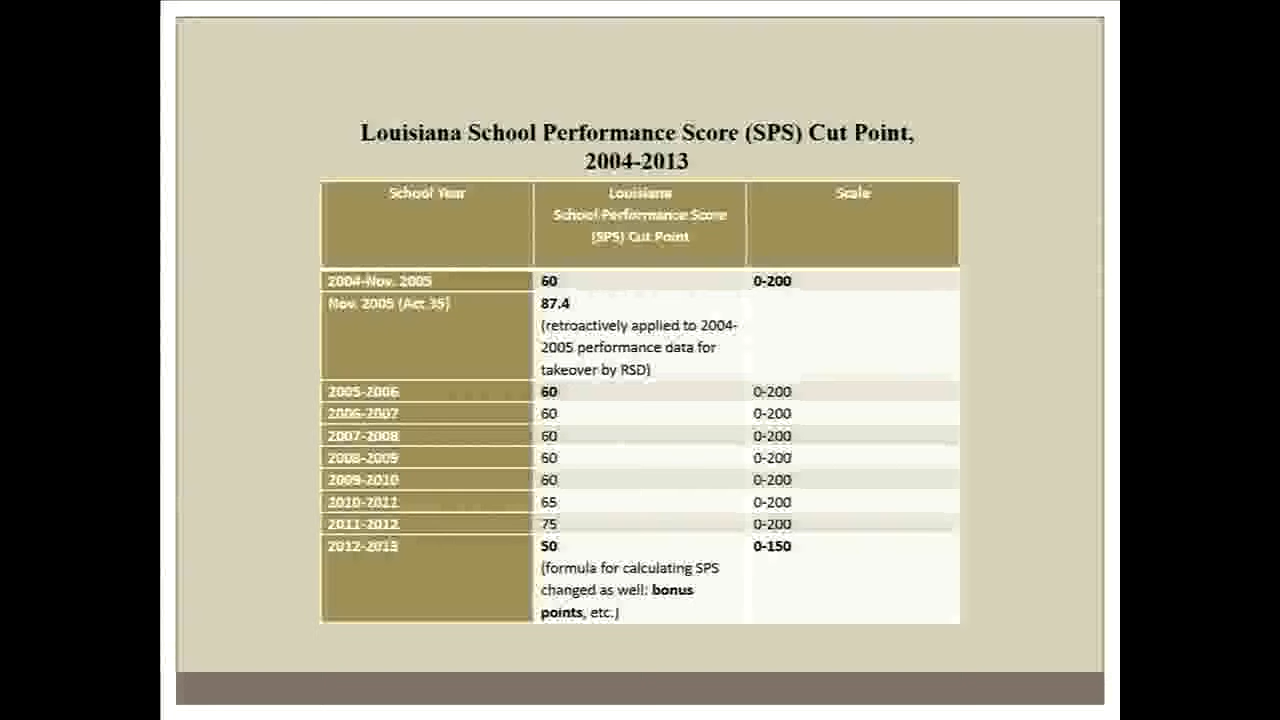 Louisiana School Performance Score (SPS) Cut Point,
2004-2013
School Year
Louisiana
School Performance Score
(SPS) Cut Point
Scale
2004-Nov. 2005 60 0-200
Nov. 2005 (Act 35) 87.4
(retroactively applied to 2004-
2005 performance data for
takeover by RSD)
2005-2006 60 0-200
2006-2007 60 0-200
2007-2008 60 0-200
2008-2009 60 0-200
2009-2010 60 0-200
2010-2011 65 0-200
2011-2012 75 0-200
2012-2013 50 0-150
(formula for calculating SPS
changed as well: bonus
points, etc.)